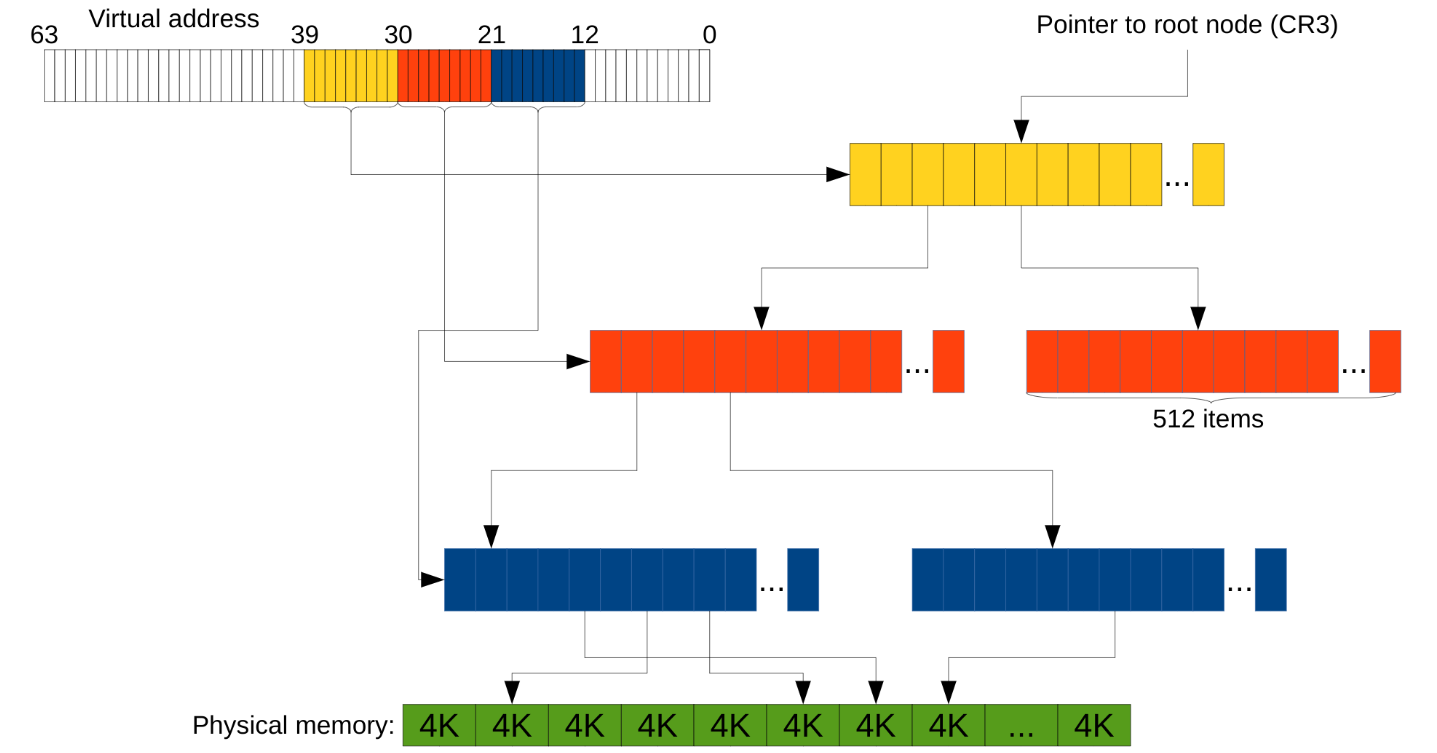 Virtual address
Pointer to root node (CR3)
63 39 30 21 12 0
...
... ...
512 items
... ...
Physical memory: 4K 4K 4K 4K 4K 4K 4K 4K ... 4K